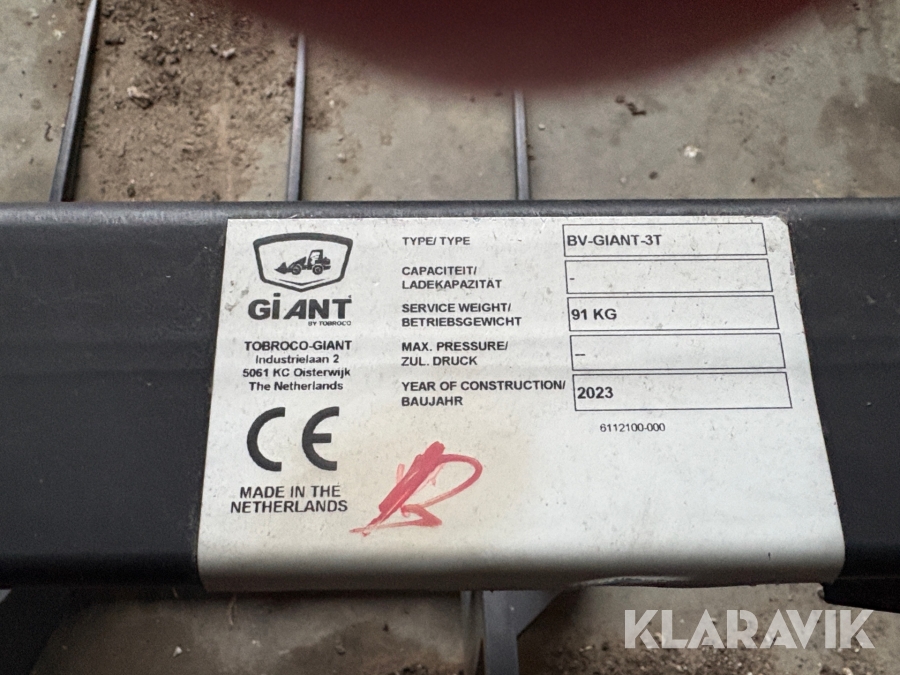 GiANT
BY TOBROCO
TOBROCO-GIANT
Industrielaan 2
5061 KC Oisterwijk
The Netherlands
CE
MADE IN THE
NETHERLANDS
TYPE/ TYPE
BV-GIANT-3T
CAPACITEIT/
LADEKAPAZITÄT
-
SERVICE WEIGHT/
BETRIEBSGEWICHT
91 KG
MAX. PRESSURE/
ZUL. DRUCK
--
YEAR OF CONSTRUCTION/
BAUJAHR
2023
6112100-000
KLARAVIK